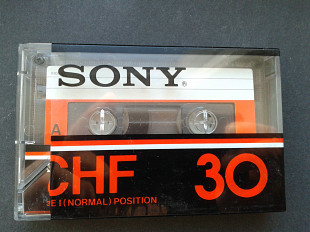 SONY
A
CHF 30
E I (NORMAL) POSITION